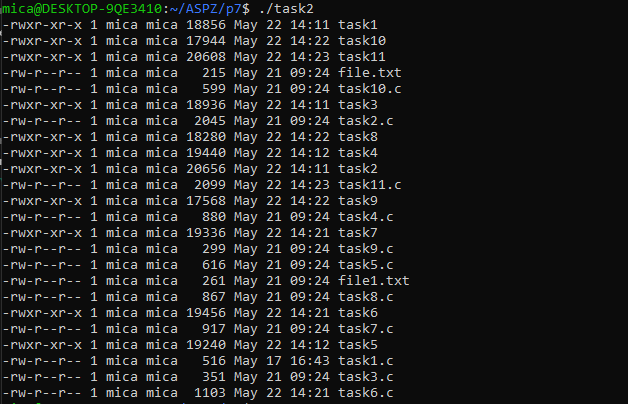 mica@DESKTOP-9QE3410:~/ASPZ/p7$ ./task2
-rwxr-xr-x 1 mica mica 18856 May 22 14:11 task1
-rwxr-xr-x 1 mica mica 17944 May 22 14:22 task10
-rwxr-xr-x 1 mica mica 20608 May 22 14:23 task11
-rw-r--r-- 1 mica mica   215 May 21 09:24 file.txt
-rw-r--r-- 1 mica mica   599 May 21 09:24 task10.c
-rwxr-xr-x 1 mica mica 18936 May 22 14:11 task3
-rw-r--r-- 1 mica mica  2045 May 21 09:24 task2.c
-rwxr-xr-x 1 mica mica 18280 May 22 14:22 task8
-rwxr-xr-x 1 mica mica 19440 May 22 14:12 task4
-rwxr-xr-x 1 mica mica 20656 May 22 14:11 task2
-rw-r--r-- 1 mica mica  2099 May 22 14:23 task11.c
-rwxr-xr-x 1 mica mica 17568 May 22 14:22 task9
-rw-r--r-- 1 mica mica   880 May 21 09:24 task4.c
-rwxr-xr-x 1 mica mica 19336 May 22 14:21 task7
-rw-r--r-- 1 mica mica   299 May 21 09:24 task9.c
-rw-r--r-- 1 mica mica   616 May 21 09:24 task5.c
-rw-r--r-- 1 mica mica   261 May 21 09:24 file1.txt
-rw-r--r-- 1 mica mica   867 May 21 09:24 task8.c
-rwxr-xr-x 1 mica mica 19456 May 22 14:21 task6
-rw-r--r-- 1 mica mica   917 May 21 09:24 task7.c
-rwxr-xr-x 1 mica mica 19240 May 22 14:12 task5
-rw-r--r-- 1 mica mica   516 May 17 16:43 task1.c
-rw-r--r-- 1 mica mica   351 May 21 09:24 task3.c
-rw-r--r-- 1 mica mica  1103 May 22 14:21 task6.c